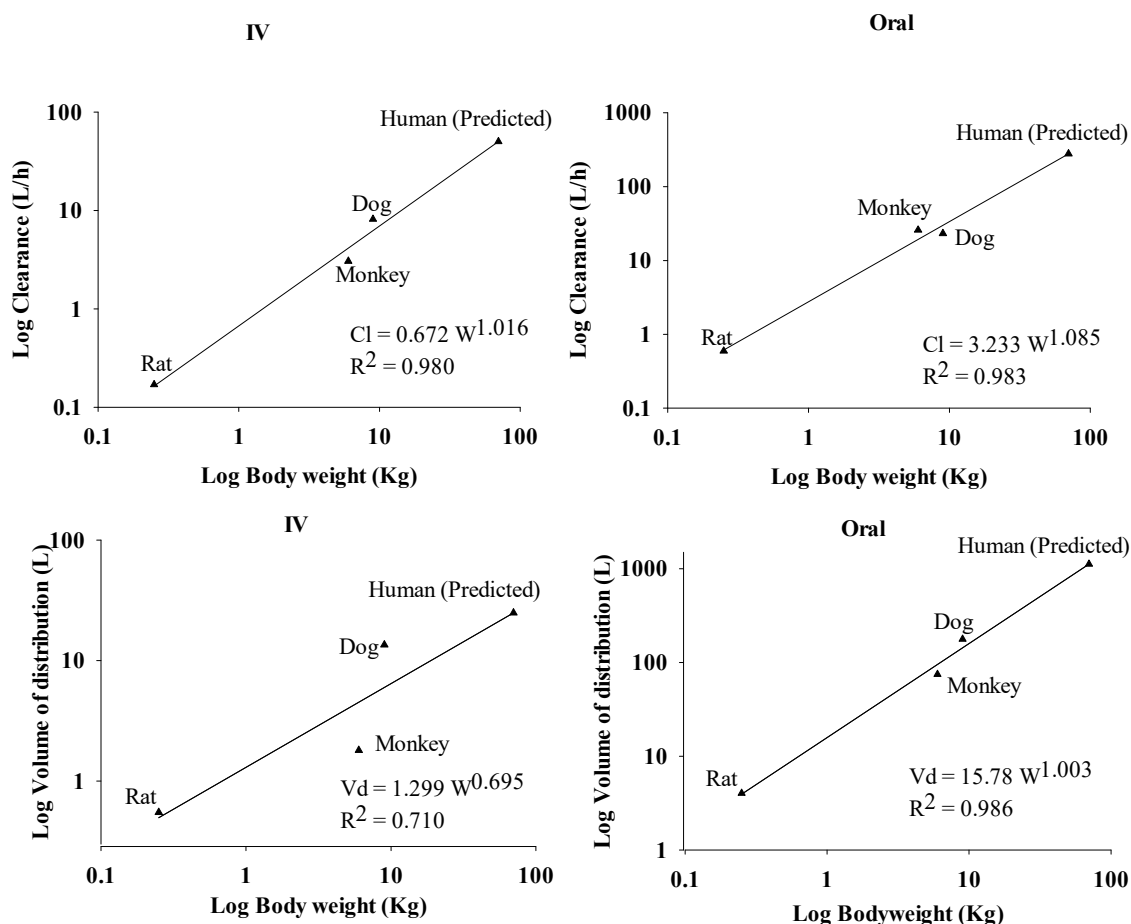 IV
Log Clearance (L/h)
100
10
1
0.1
Human (Predicted)
Dog
Monkey
Rat
Cl = 0.672 W1.016
R2 = 0.980
0.1 1 10 100
Log Body weight (Kg)
Oral
Log Clearance (L/h)
1000
100
10
1
0.1
Human (Predicted)
Monkey
Dog
Rat
Cl = 3.233 W1.085
R2 = 0.983
0.1 1 10 100
Log Body weight (Kg)
IV
Log Volume of distribution (L)
100
10
1
Human (Predicted)
Dog
Monkey
Rat
Vd = 1.299 W0.695
R2 = 0.710
0.1 1 10 100
Log Body weight (Kg)
Oral
Log Volume of distribution (L)
1000
100
10
1
Human (Predicted)
Dog
Monkey
Rat
Vd = 15.78 W1.003
R2 = 0.986
0.1 1 10 100
Log Bodyweight (Kg)